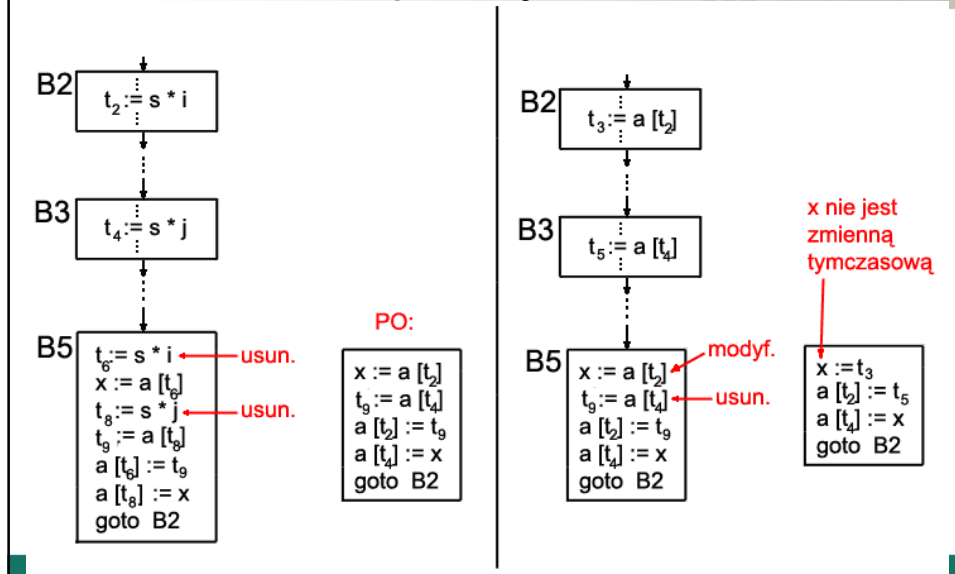 B2
t₂:= s * i
B3
t₄:= s * j
B5
t₆:= s * i
usun.
x := a [t₆]
t₈:= s * j
usun.
t₉ := a [t₈]
a [t₆] := t₉
a [t₈] := x
goto B2
PO:
x := a [t₂]
t₉:= a [t₄]
a [t₂] := t₉
a [t₄] := x
goto B2
B2
t₃:= a [t₂]
B3
t₅:= a [t₄]
B5
x := a [t₂]
modyf.
t₉:= a [t₄]
usun.
a [t₂] := t₉
a [t₄] := x
goto B2
x nie jest
zmienną
tymczasową
x :=t₃
a [t₂] := t₅
a [t₄] := x
goto B2